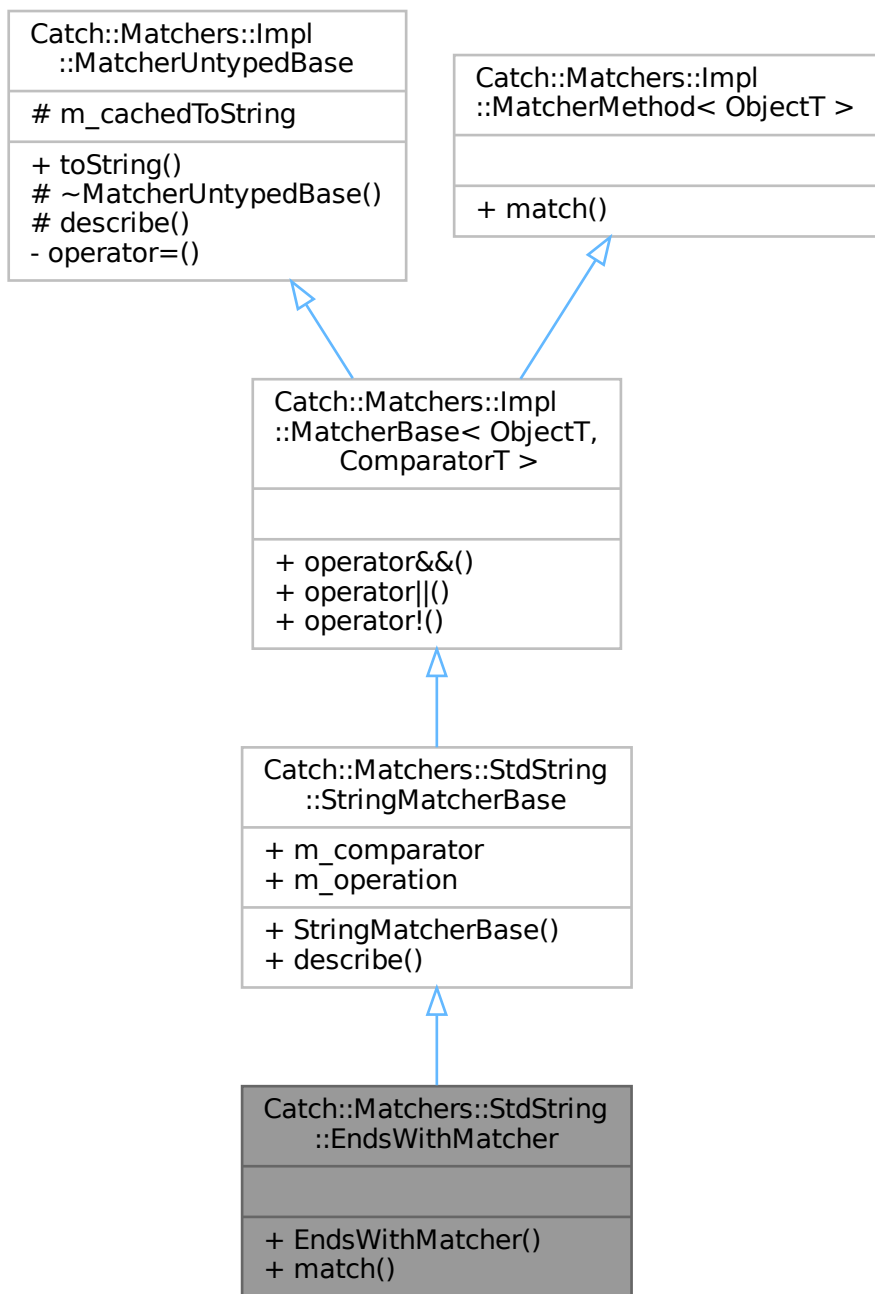 Catch::Matchers::Impl
::MatcherUntypedBase
# m_cachedToString
+ toString()
# ~MatcherUntypedBase()
# describe()
- operator=()
Catch::Matchers::Impl
::MatcherMethod< ObjectT >
+ match()
Catch::Matchers::Impl
::MatcherBase< ObjectT,
ComparatorT >
+ operator&&()
+ operator||()
+ operator!()
Catch::Matchers::StdString
::StringMatcherBase
+ m_comparator
+ m_operation
+ StringMatcherBase()
+ describe()
Catch::Matchers::StdString
::EndsWithMatcher
+ EndsWithMatcher()
+ match()